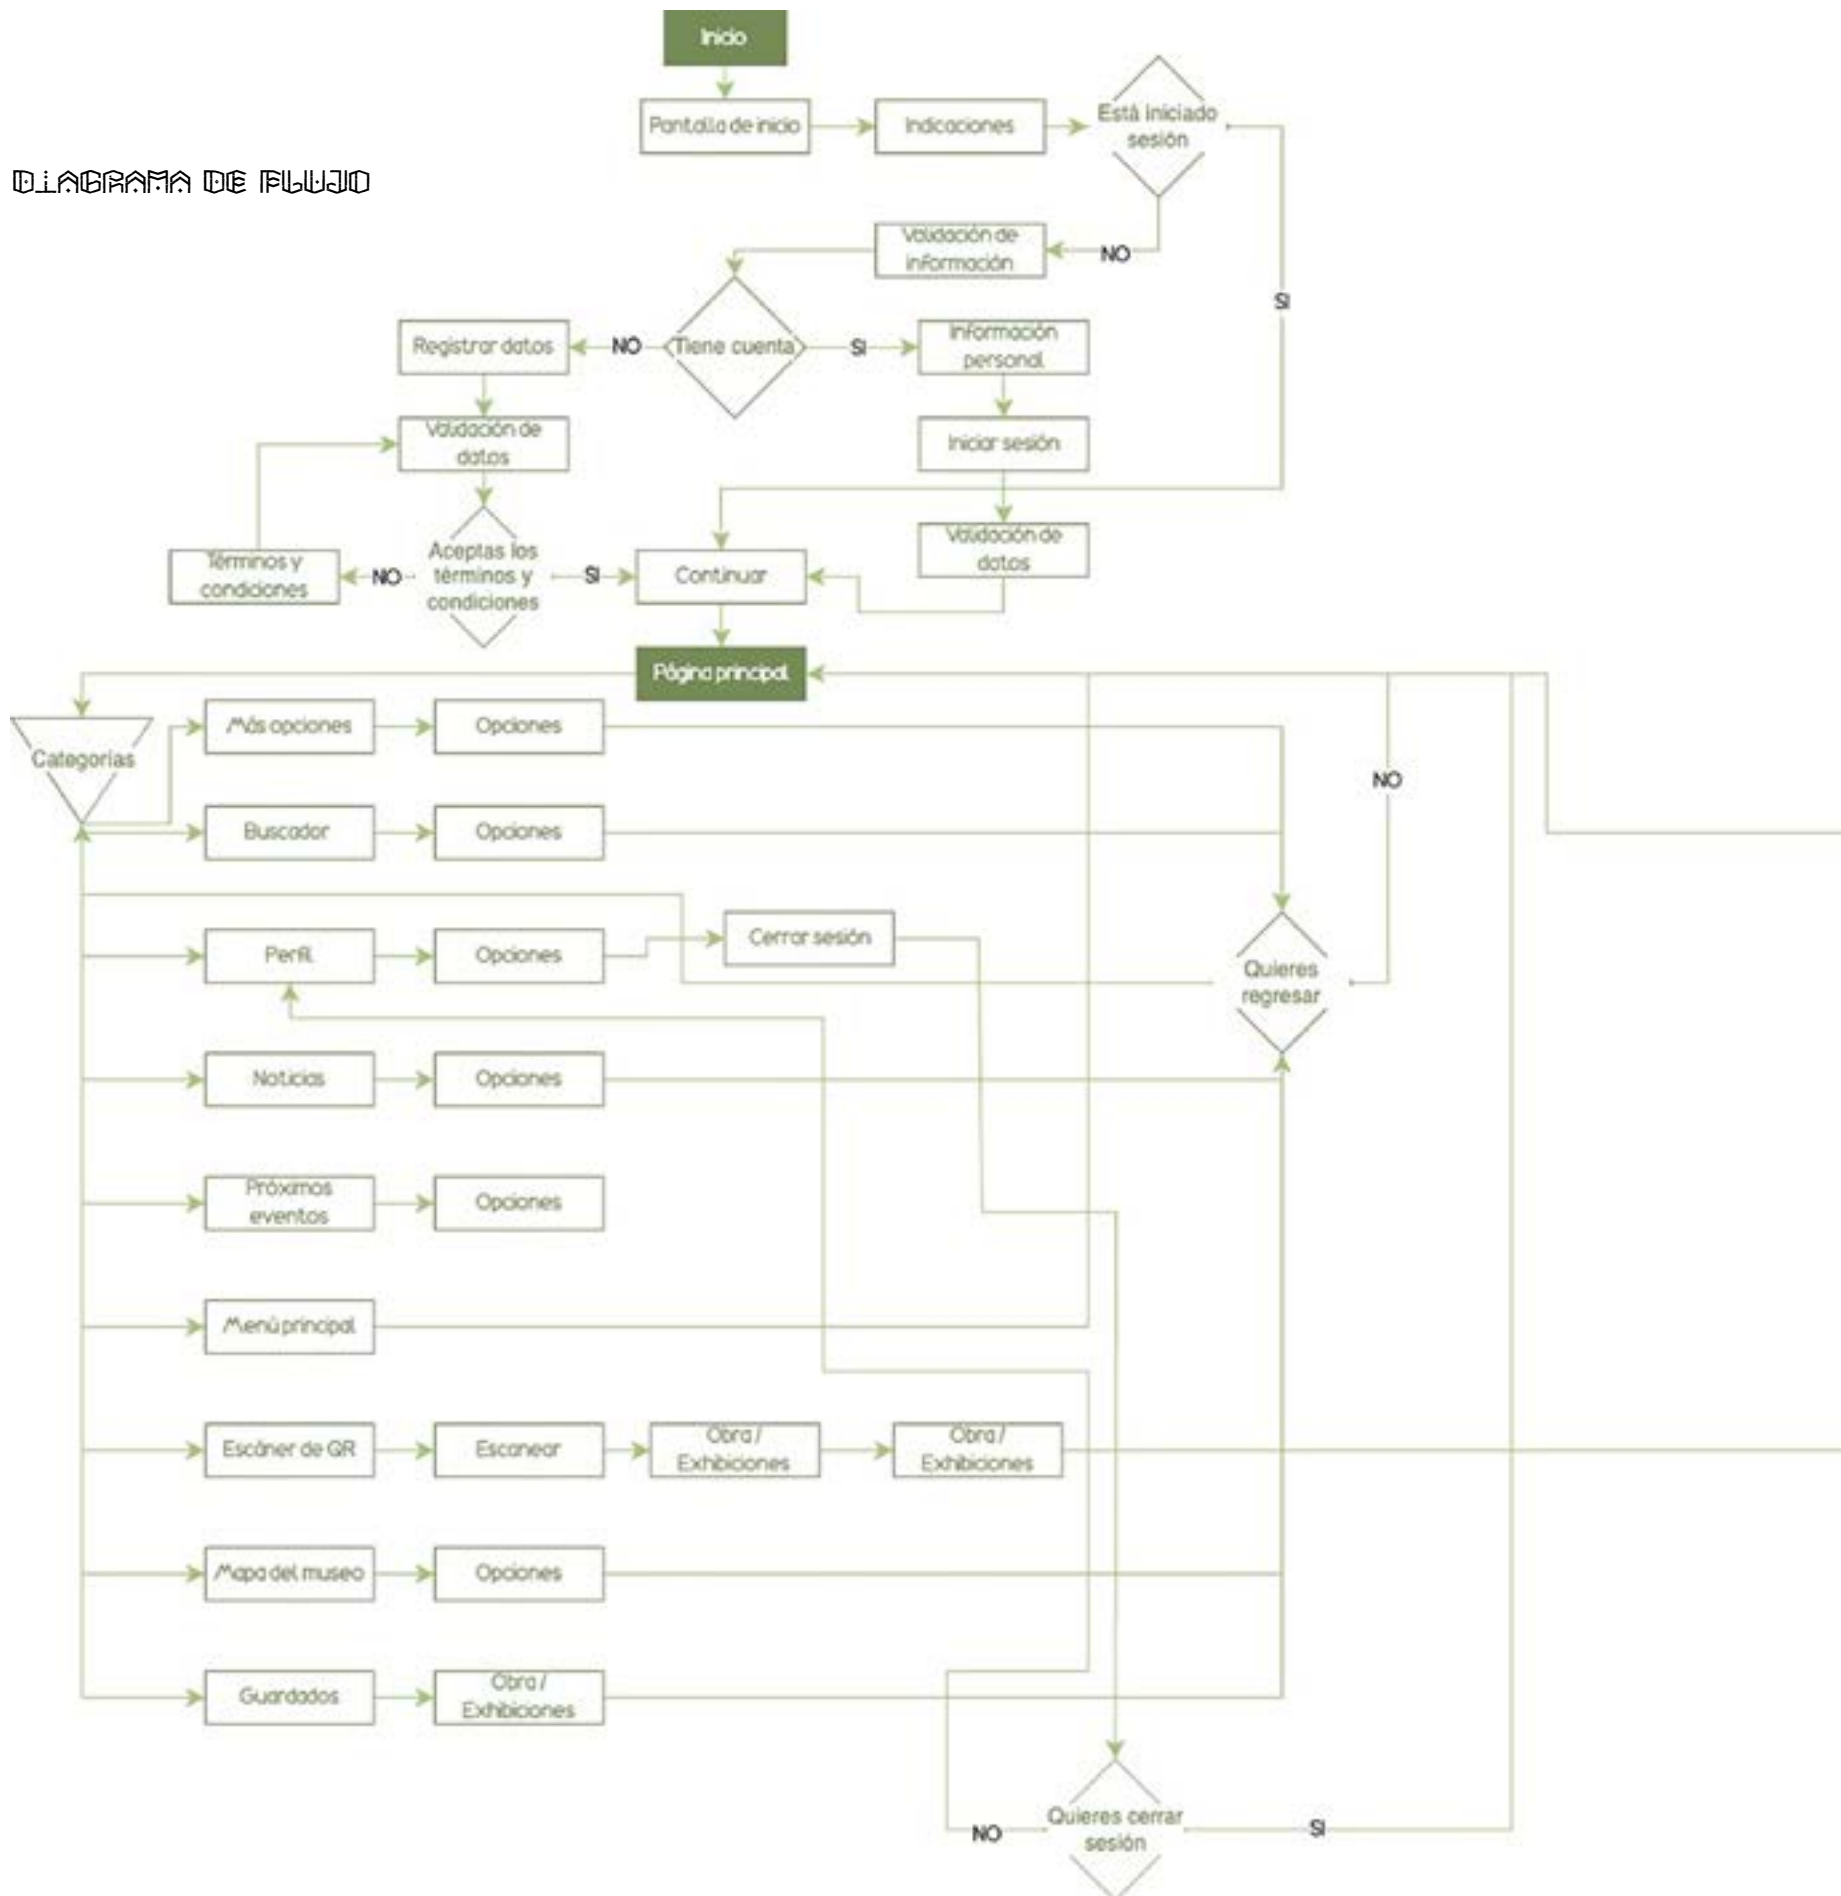 Inicio
Pantalla de inicio
Indicaciones
Está iniciado
sesión
DIAGRAMA DE FLUJO
Validación de
información
NO
SI
Registrar datos
NO
Tiene cuenta
SI
Información
personal
Validación de
datos
Iniciar sesión
Términos y
condiciones
NO
Aceptas los
términos y
condiciones
SI
Continuar
Validación de
datos
Página principal
Categorías
Más opciones
Opciones
NO
Buscador
Opciones
Perfil
Opciones
Cerrar sesión
Quieres
regresar
Noticias
Opciones
Próximos
eventos
Opciones
Menú principal
Escáner de QR
Escanear
Obra /
Exhibiciones
Obra /
Exhibiciones
Mapa del museo
Opciones
Guardados
Obra /
Exhibiciones
NO
Quieres cerrar
sesión
SI